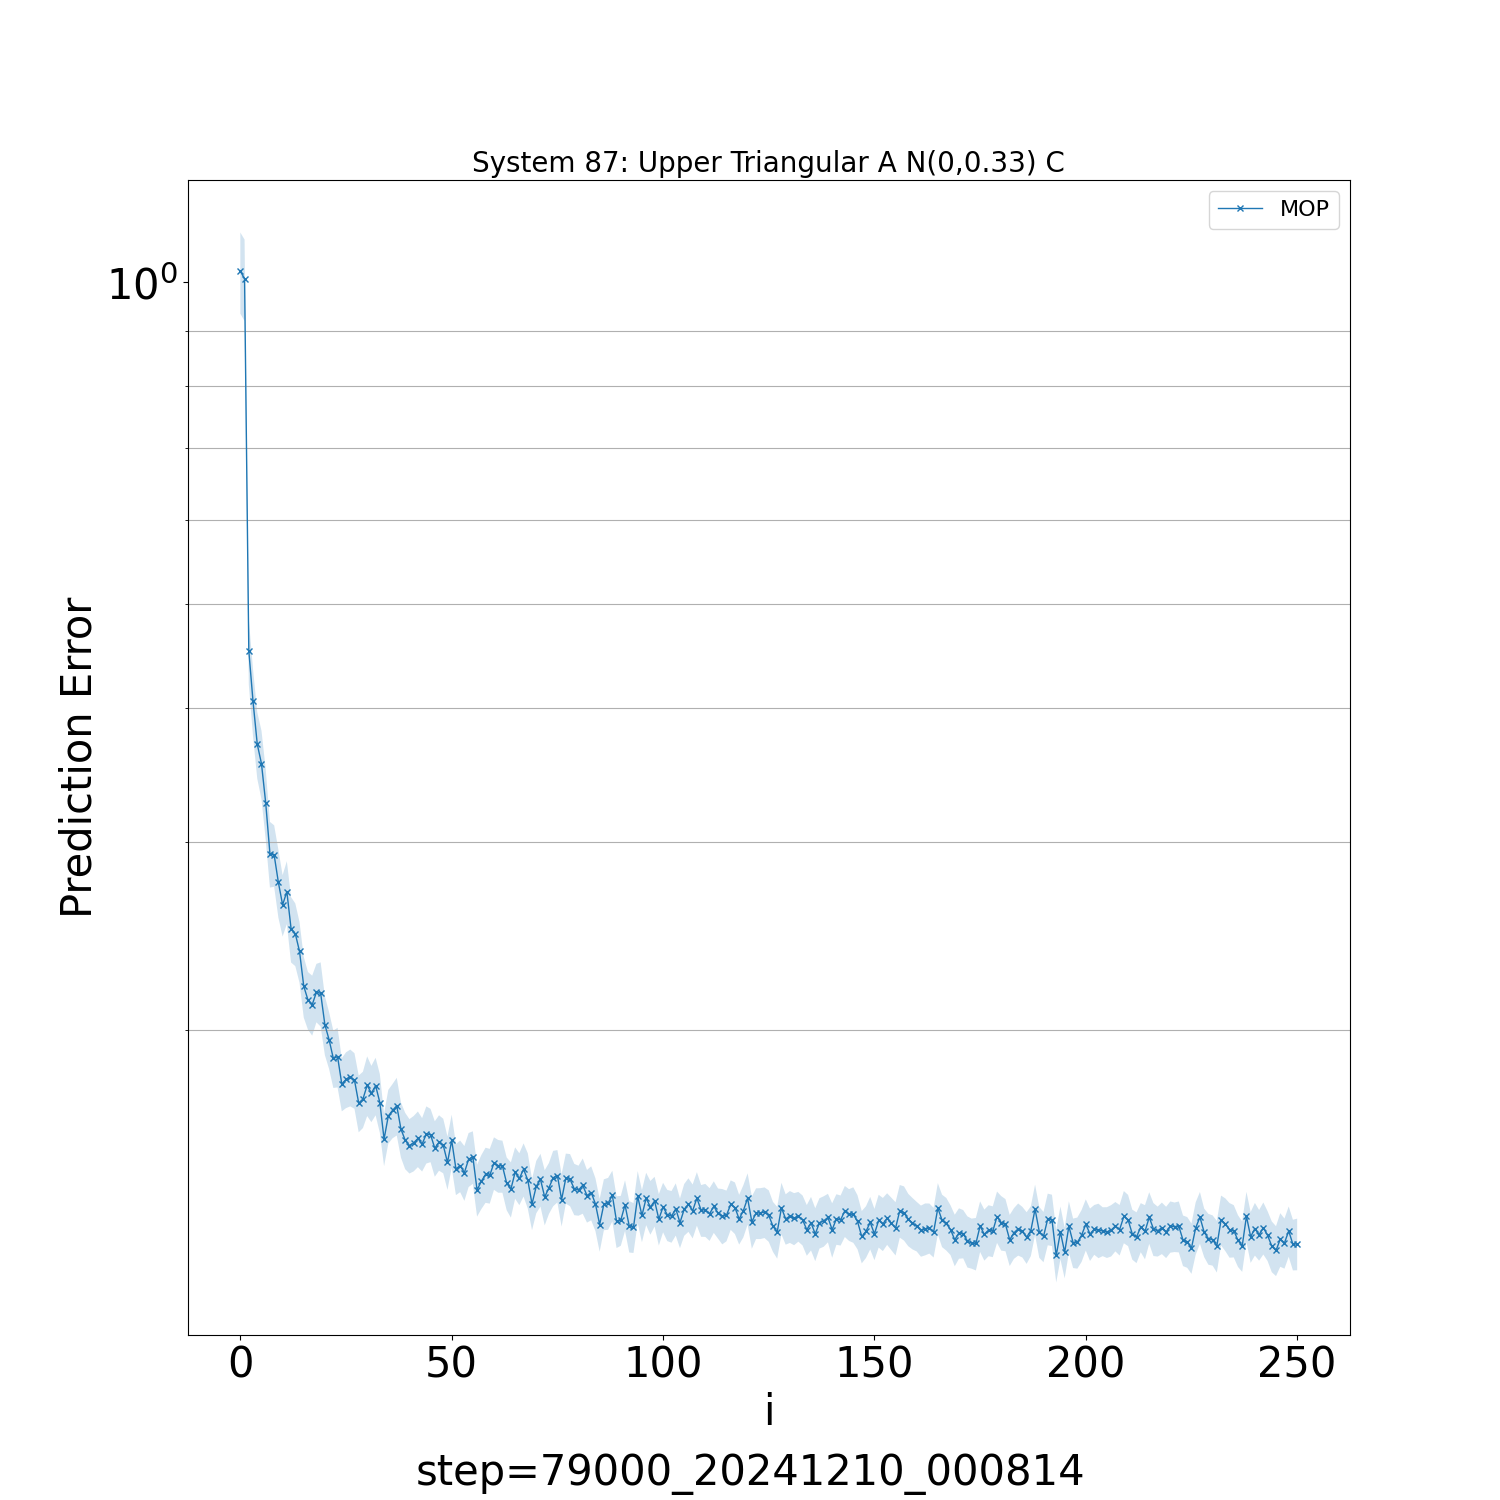 System 87: Upper Triangular A N(0,0.33) C
MOP
10⁰
Prediction Error
0 50 100 150 200 250
i
step=79000_20241210_000814